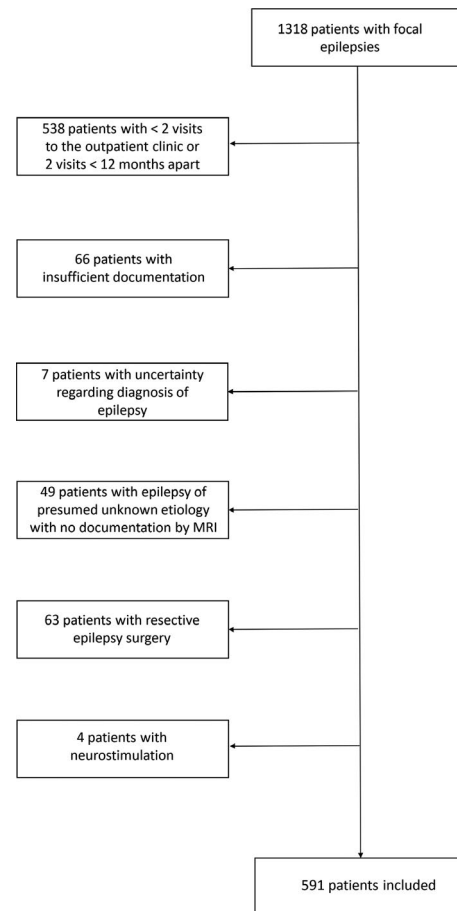 1318 patients with focal
epilepsies
538 patients with < 2 visits
to the outpatient clinic or
2 visits < 12 months apart
66 patients with
insufficient documentation
7 patients with uncertainty
regarding diagnosis of
epilepsy
49 patients with epilepsy of
presumed unknown etiology
with no documentation by MRI
63 patients with resective
epilepsy surgery
4 patients with
neurostimulation
591 patients included